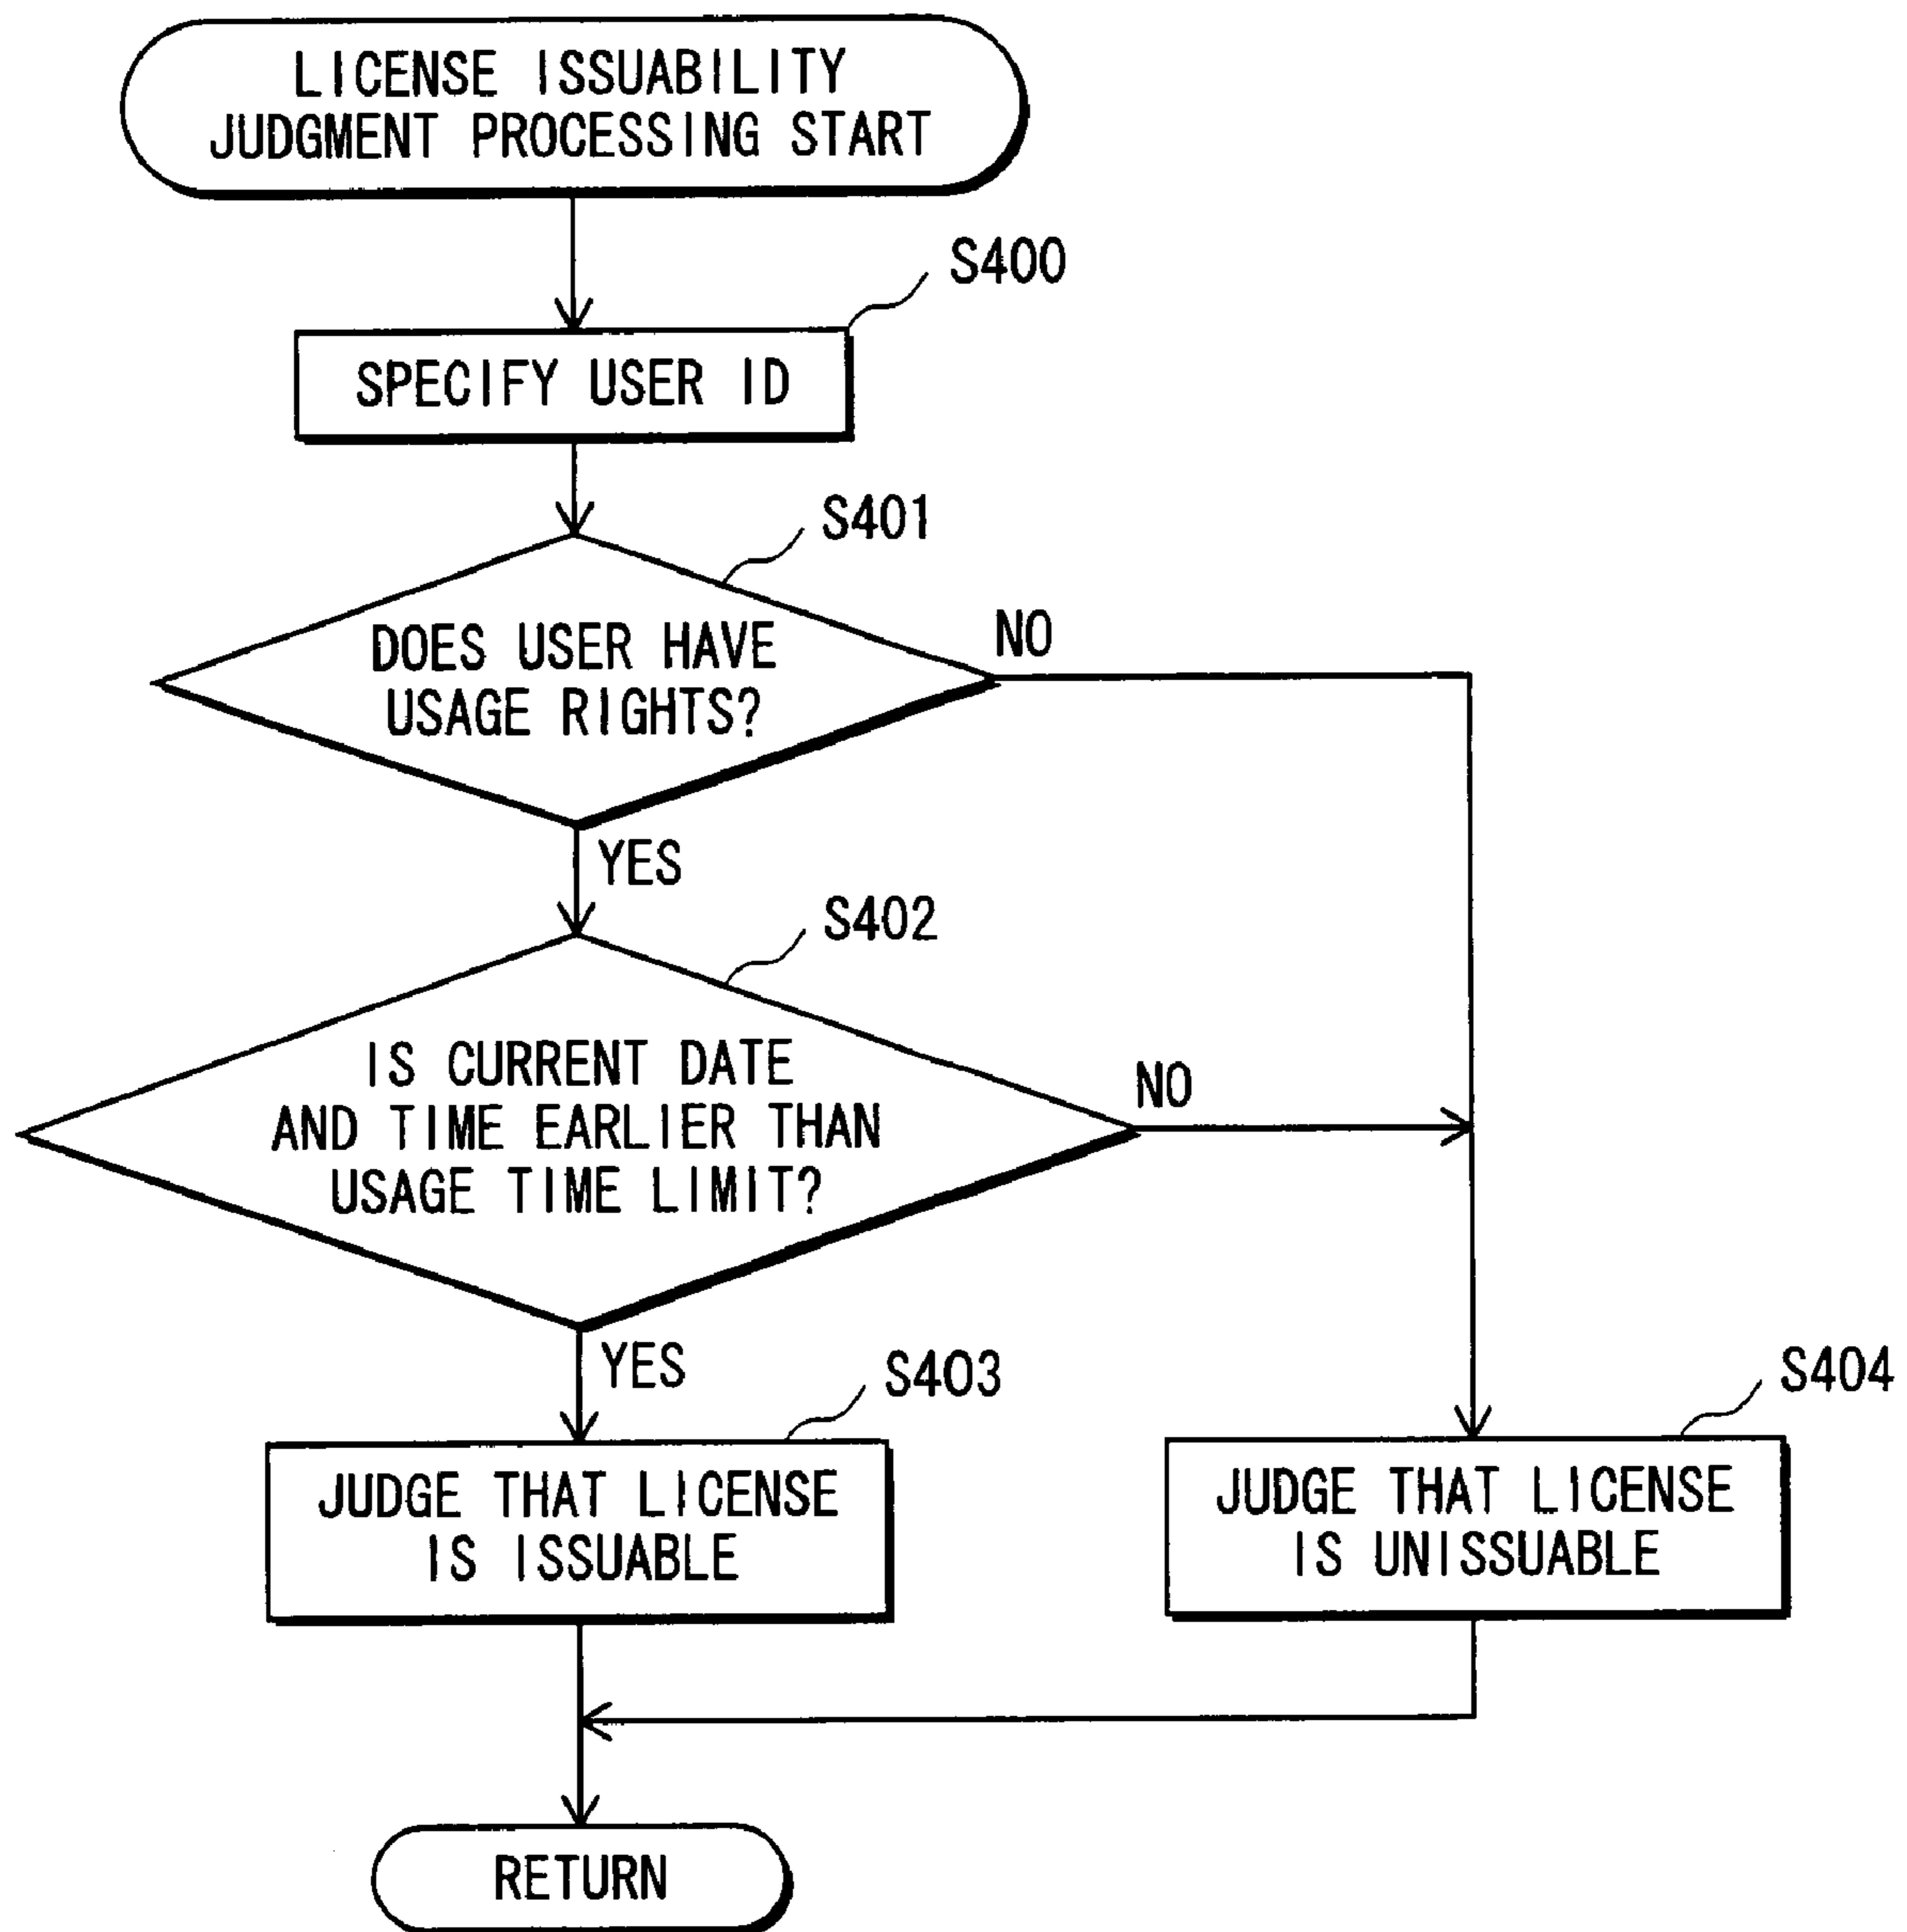 LICENSE ISSUABILITY
JUDGMENT PROCESSING START
S400
SPECIFY USER ID
S401
DOES USER HAVE
USAGE RIGHTS?
NO
YES
S402
IS CURRENT DATE
AND TIME EARLIER THAN
USAGE TIME LIMIT?
NO
YES
S403
JUDGE THAT LICENSE
IS ISSUABLE
S404
JUDGE THAT LICENSE
IS UNISSUABLE
RETURN